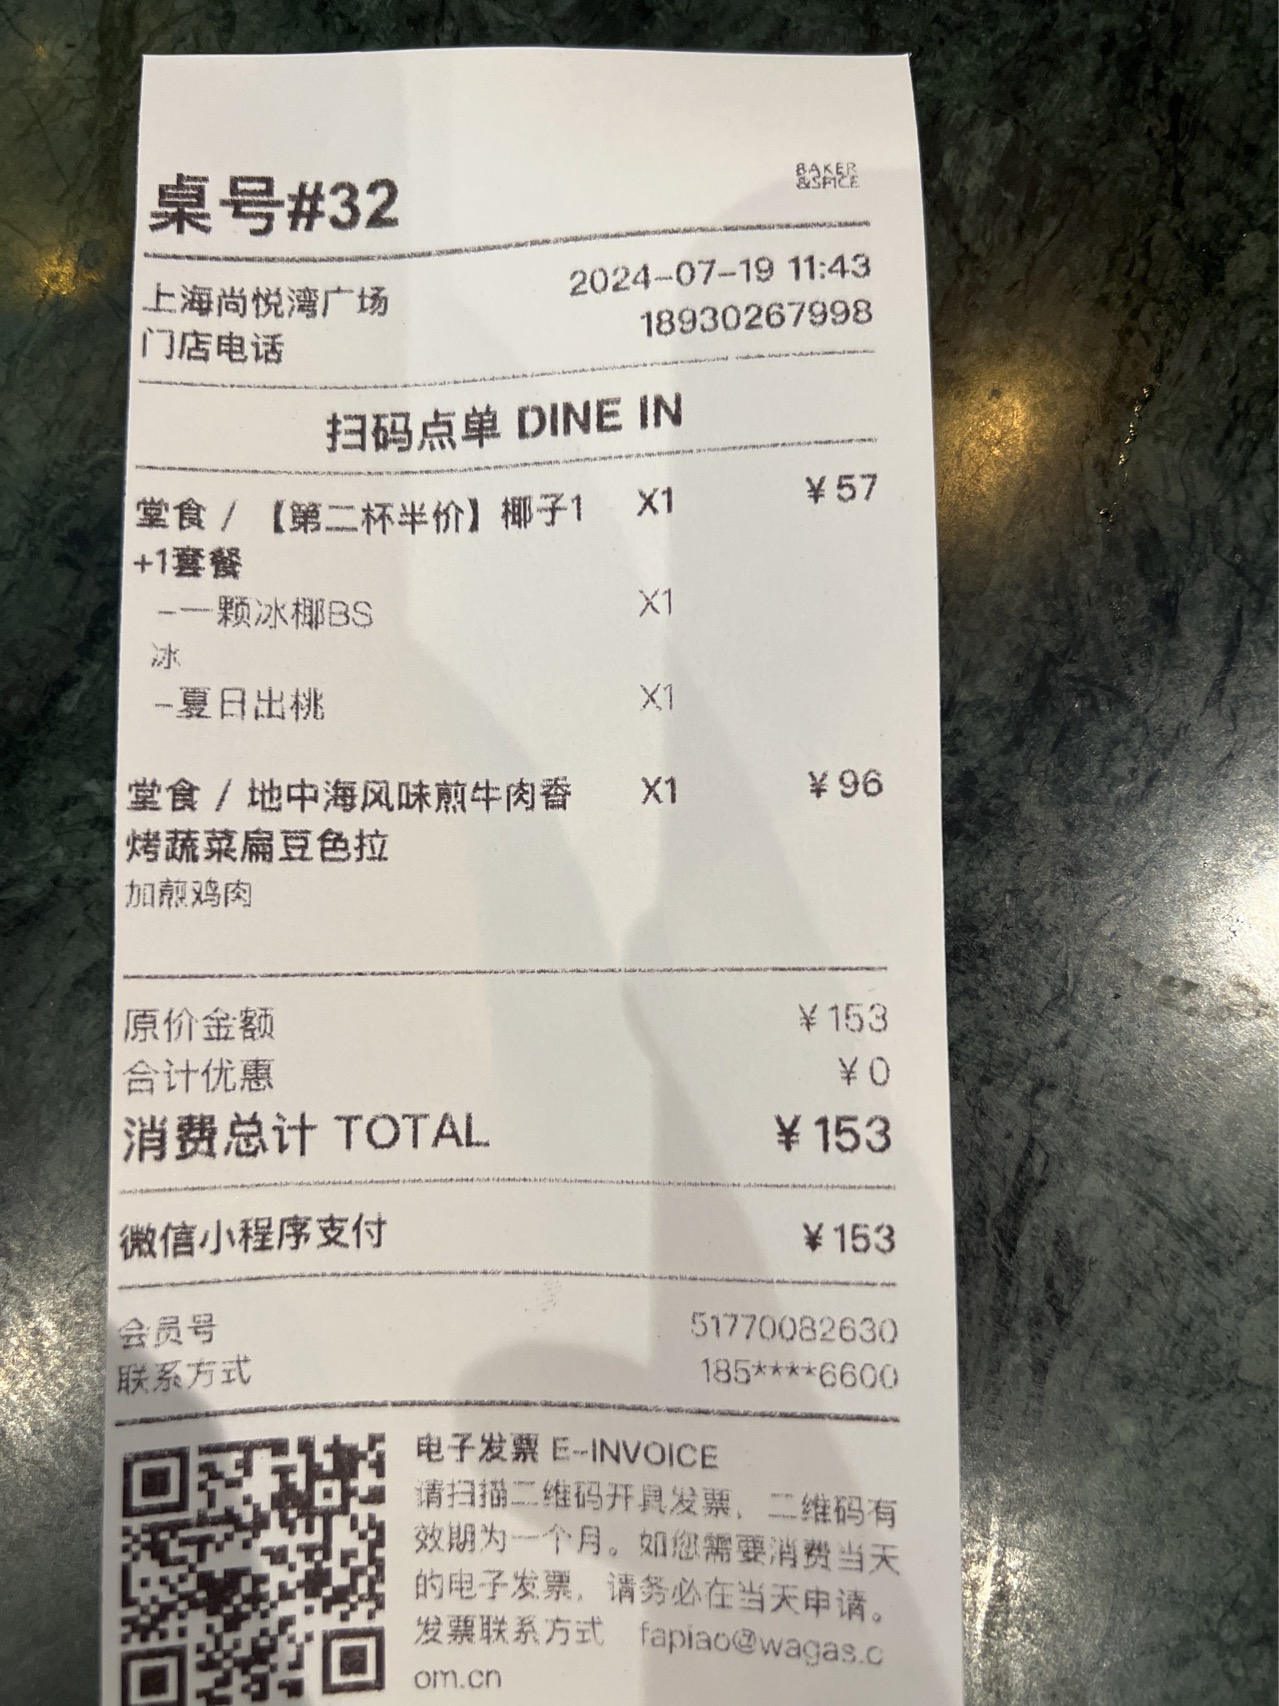 桌号#32
BAKER
&SPICE
上海尚悦湾广场 2024-07-19 11:43
门店电话 18930267998
扫码点单 DINE IN
堂食 / 【第二杯半价】椰子1 X1 ¥57
+1套餐
-一颗冰椰BS X1
冰
-夏日出桃 X1
堂食 / 地中海风味煎牛肉香 X1 ¥96
烤蔬菜扁豆色拉
加煎鸡肉
原价金额 ¥153
合计优惠 ¥0
消费总计 TOTAL ¥153
微信小程序支付 ¥153
会员号 51770082630
联系方式 185****6600
电子发票 E-INVOICE
请扫描二维码开具发票，二维码有
效期为一个月。如您需要消费当天
的电子发票，请务必在当天申请。
发票联系方式 fapiao@wagas.c
om.cn